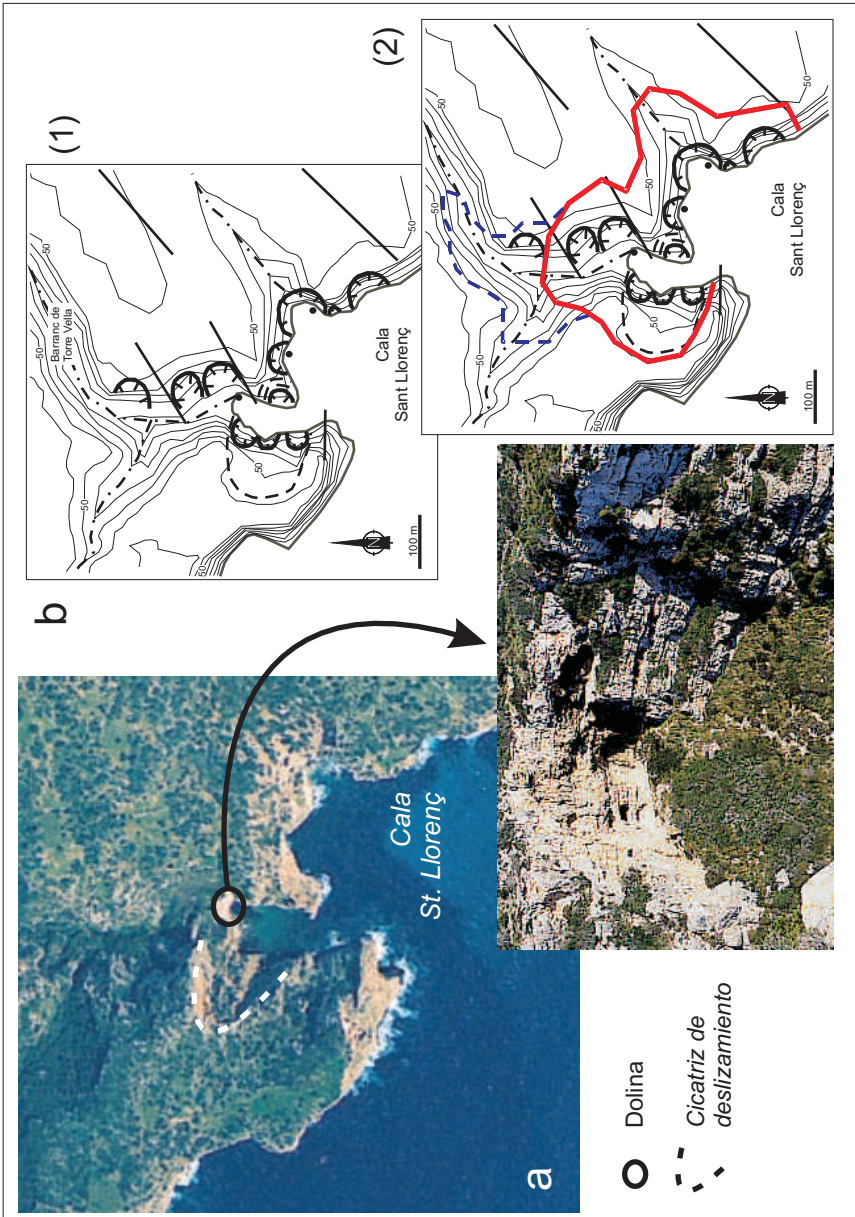 a
Cala
St. Llorenç
Dolina
Cicatriz de
deslizamiento
b
(1)
50
50
50
50
50
Barranc de
Torre Vella
Cala
Sant Llorenç
N
100 m
(2)
50
50
50
50
50
Cala
Sant Llorenç
N
100 m